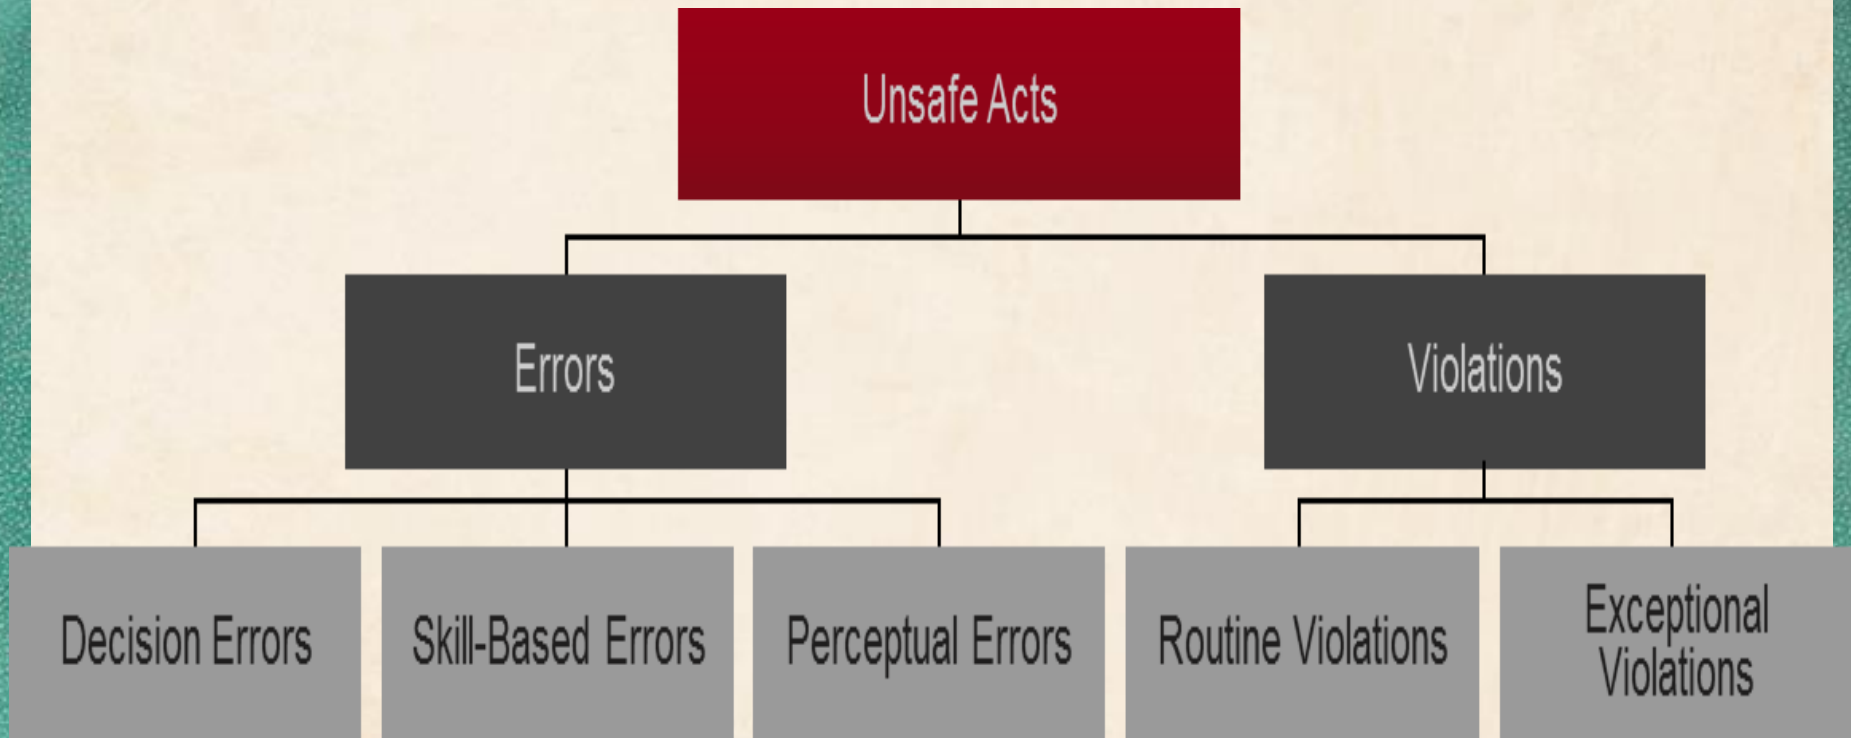 Unsafe Acts
Errors
Violations
Decision Errors
Skill-Based Errors
Perceptual Errors
Routine Violations
Exceptional
Violations